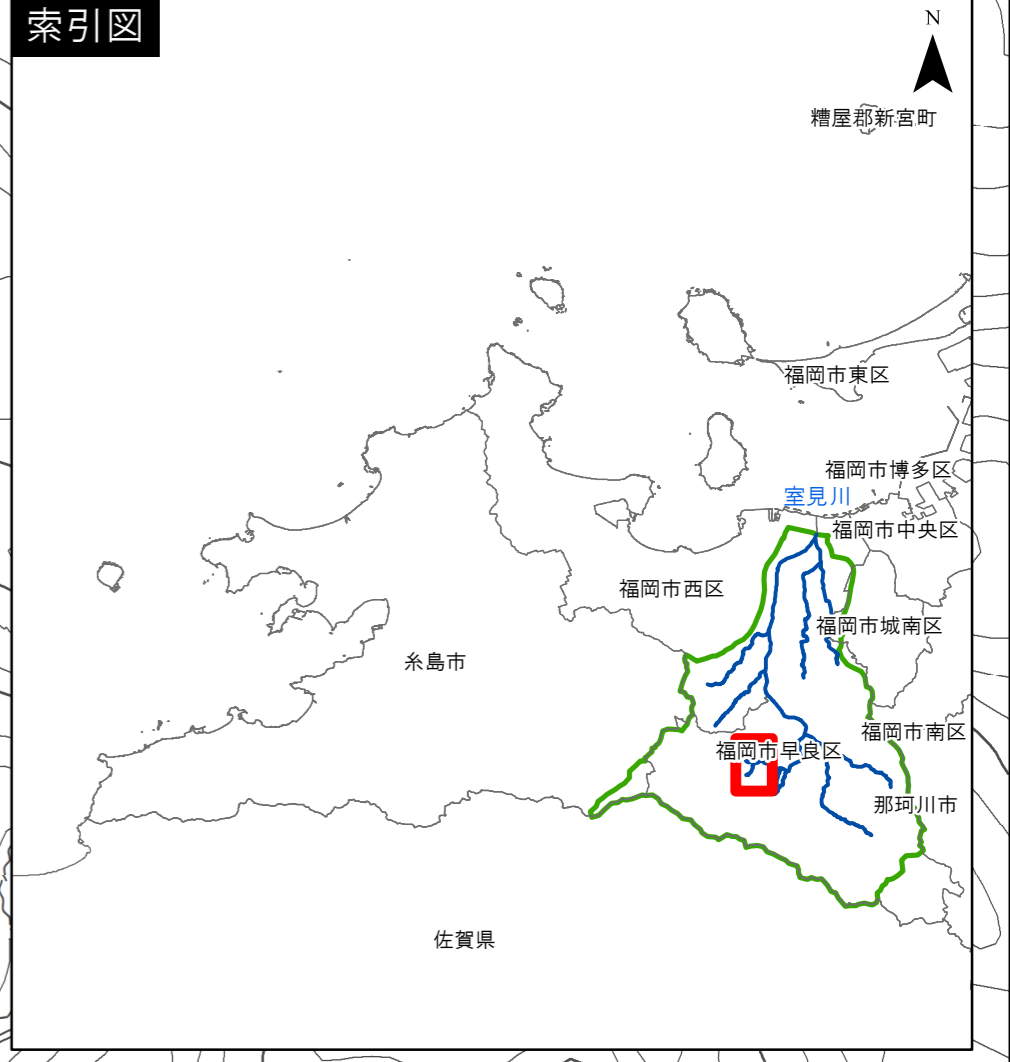 索引図
N
糟屋郡新宮町
福岡市東区
福岡市博多区
室見川
福岡市中央区
福岡市西区
福岡市城南区
糸島市
福岡市南区
福岡市早良区
那珂川市
佐賀県